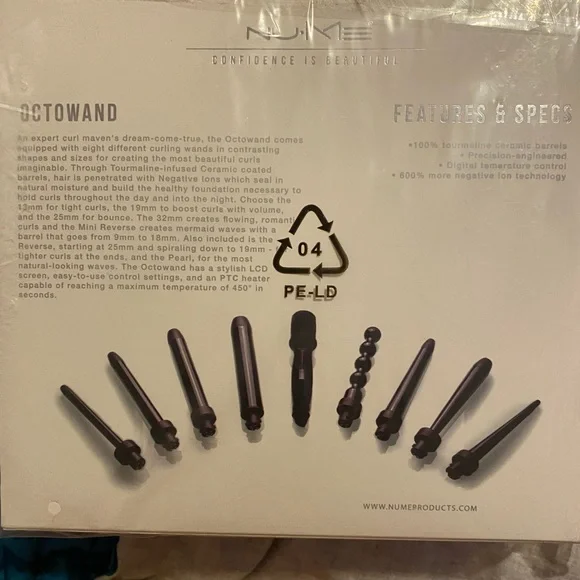 NUME
CONFIDENCE IS BEAUTIFUL
OCTOWAND
An expert curl maven's dream-come-true, the Octowand comes
equipped with eight different curling wands in contrasting
shapes and sizes for creating the most beautiful curls
imaginable. Through Tourmaline-infused Ceramic coated
barrels, hair is penetrated with Negative Ions which seal in
natural moisture and build the healthy foundation necessary to
hold curls throughout the day and into the night. Choose the
13mm for tight curls, the 19mm to boost curls with volume,
and the 25mm for bounce. The 32mm creates flowing, romantic
curls and the Mini Reverse creates mermaid waves with a
barrel that goes from 9mm to 18mm. Also included is the
Reverse, starting at 25mm and spiraling down to 19mm -
tighter curls at the ends, and the Pearl, for the most
natural-looking waves. The Octowand has a stylish LCD
screen, easy-to-use control settings, and an PTC heater
capable of reaching a maximum temperature of 450° in
seconds.
FEATURES & SPECS
•100% tourmaline ceramic barrels
• Precision-engineered
• Digital temperature control
• 600% more negative ion technology
04
PE-LD
WWW.NUMEPRODUCTS.COM